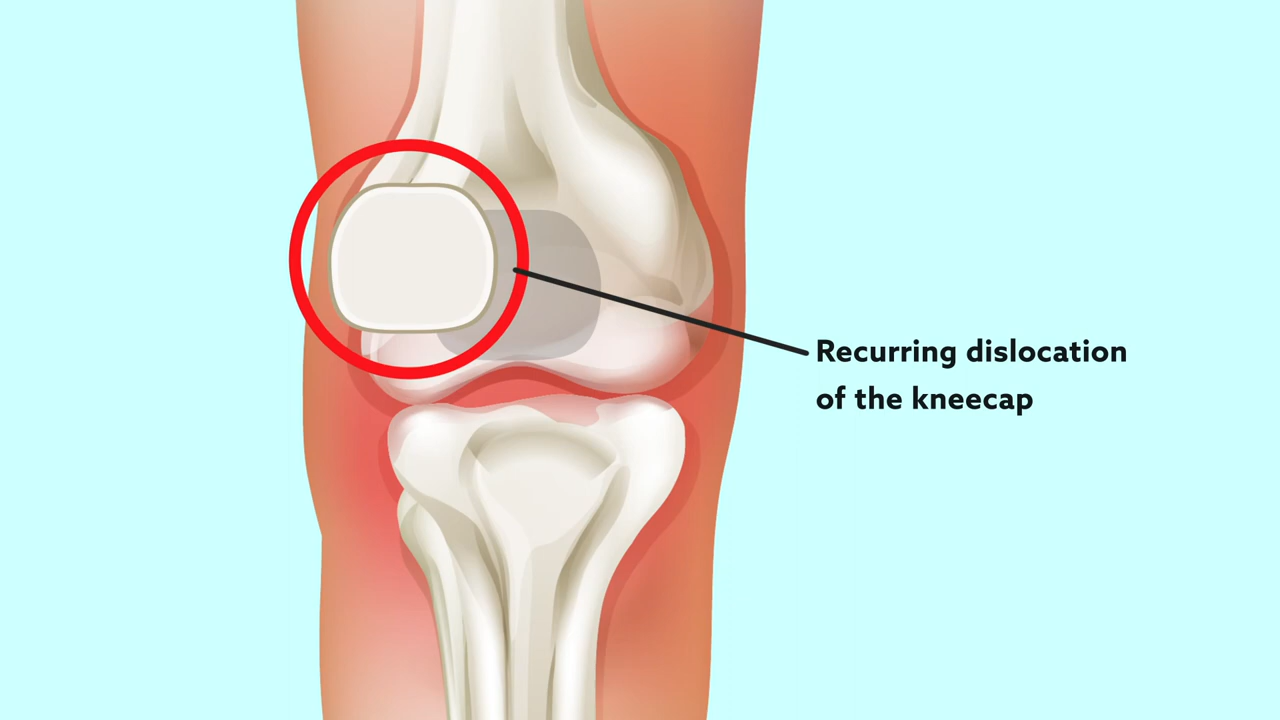 Recurring dislocation
of the kneecap